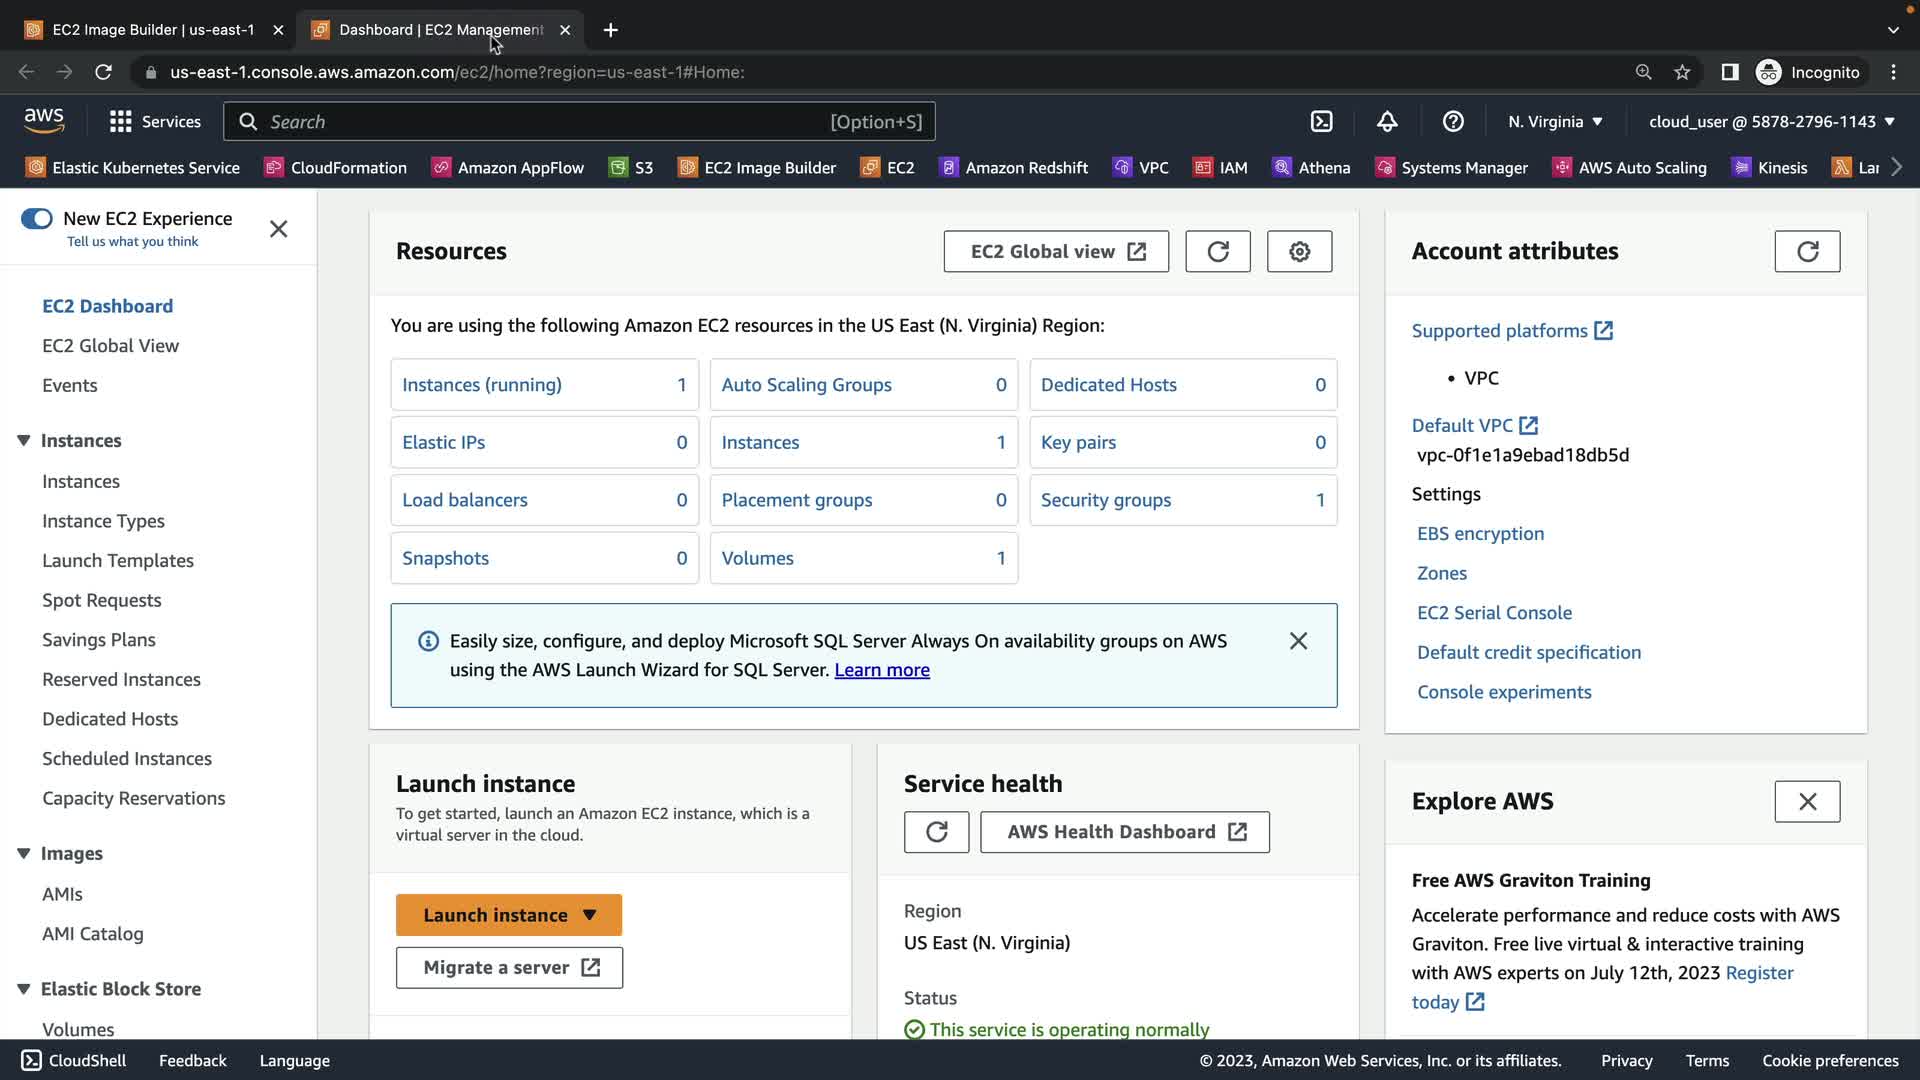 EC2 Image Builder | us-east-1
Dashboard | EC2 Management
us-east-1.console.aws.amazon.com/ec2/home?region=us-east-1#Home:
Incognito
aws
Services
Search
[Option+S]
N. Virginia
cloud_user @ 5878-2796-1143
Elastic Kubernetes Service
CloudFormation
Amazon AppFlow
S3
EC2 Image Builder
EC2
Amazon Redshift
VPC
IAM
Athena
Systems Manager
AWS Auto Scaling
Kinesis
Lar
New EC2 Experience
Tell us what you think
EC2 Dashboard
EC2 Global View
Events
Instances
Instances
Instance Types
Launch Templates
Spot Requests
Savings Plans
Reserved Instances
Dedicated Hosts
Scheduled Instances
Capacity Reservations
Images
AMIs
AMI Catalog
Elastic Block Store
Volumes
Resources
EC2 Global view
You are using the following Amazon EC2 resources in the US East (N. Virginia) Region:
Instances (running) 1
Auto Scaling Groups 0
Dedicated Hosts 0
Elastic IPs 0
Instances 1
Key pairs 0
Load balancers 0
Placement groups 0
Security groups 1
Snapshots 0
Volumes 1
Easily size, configure, and deploy Microsoft SQL Server Always On availability groups on AWS
using the AWS Launch Wizard for SQL Server. Learn more
Launch instance
To get started, launch an Amazon EC2 instance, which is a
virtual server in the cloud.
Launch instance
Migrate a server
Service health
AWS Health Dashboard
Region
US East (N. Virginia)
Status
This service is operating normally
Account attributes
Supported platforms
• VPC
Default VPC
vpc-0f1e1a9ebad18db5d
Settings
EBS encryption
Zones
EC2 Serial Console
Default credit specification
Console experiments
Explore AWS
Free AWS Graviton Training
Accelerate performance and reduce costs with AWS
Graviton. Free live virtual & interactive training
with AWS experts on July 12th, 2023 Register
today
CloudShell
Feedback
Language
© 2023, Amazon Web Services, Inc. or its affiliates.
Privacy
Terms
Cookie preferences